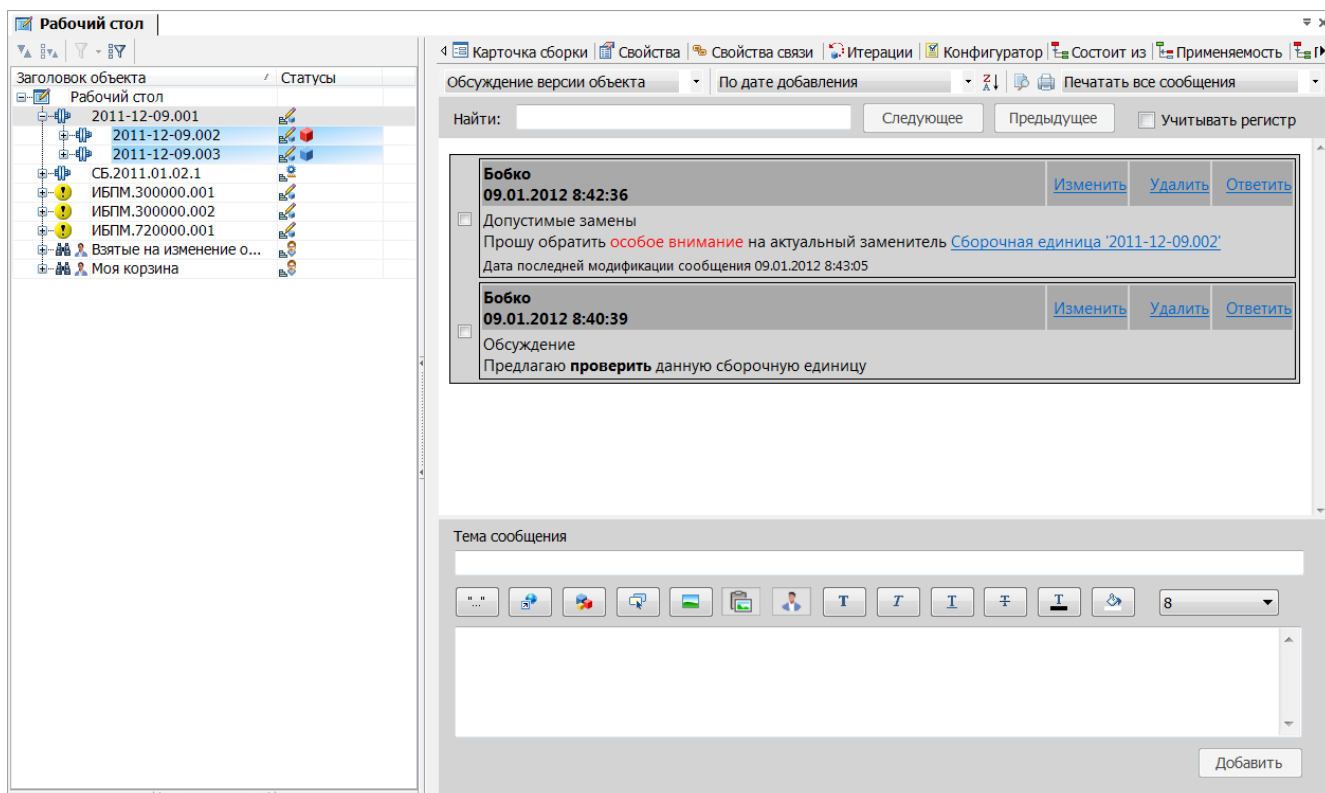 Рабочий стол
Заголовок объекта / Статусы
Рабочий стол
2011-12-09.001
2011-12-09.002
2011-12-09.003
СБ.2011.01.02.1
ИБПМ.300000.001
ИБПМ.300000.002
ИБПМ.720000.001
Взятые на изменение о...
Моя корзина
Карточка сборки Свойства Свойства связи Итерации Конфигуратор Состоит из Применяемость
Обсуждение версии объекта По дате добавления Печатать все сообщения
Найти: Следующее Предыдущее Учитывать регистр
Бобко
09.01.2012 8:42:36
Изменить Удалить Ответить
Допустимые замены
Прошу обратить особое внимание на актуальный заменитель Сборочная единица '2011-12-09.002'
Дата последней модификации сообщения 09.01.2012 8:43:05
Бобко
09.01.2012 8:40:39
Изменить Удалить Ответить
Обсуждение
Предлагаю проверить данную сборочную единицу
Тема сообщения
"..." T T T T T 8
Добавить